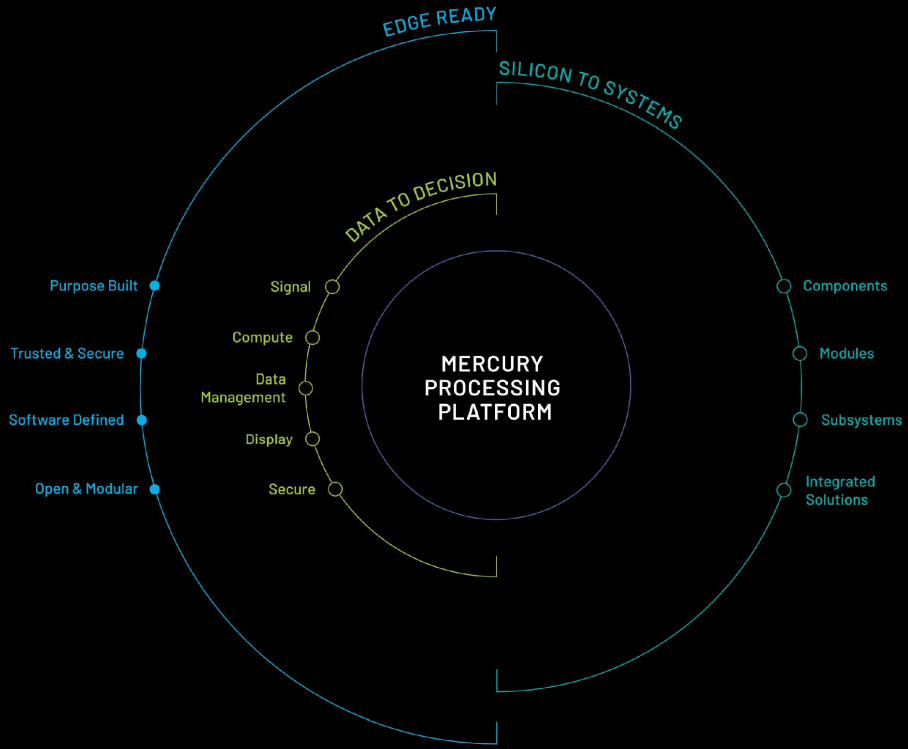 EDGE READY
SILICON TO SYSTEMS
DATA TO DECISION
Purpose Built
Trusted & Secure
Software Defined
Open & Modular
Signal
Compute
Data
Management
Display
Secure
MERCURY
PROCESSING
PLATFORM
Components
Modules
Subsystems
Integrated
Solutions